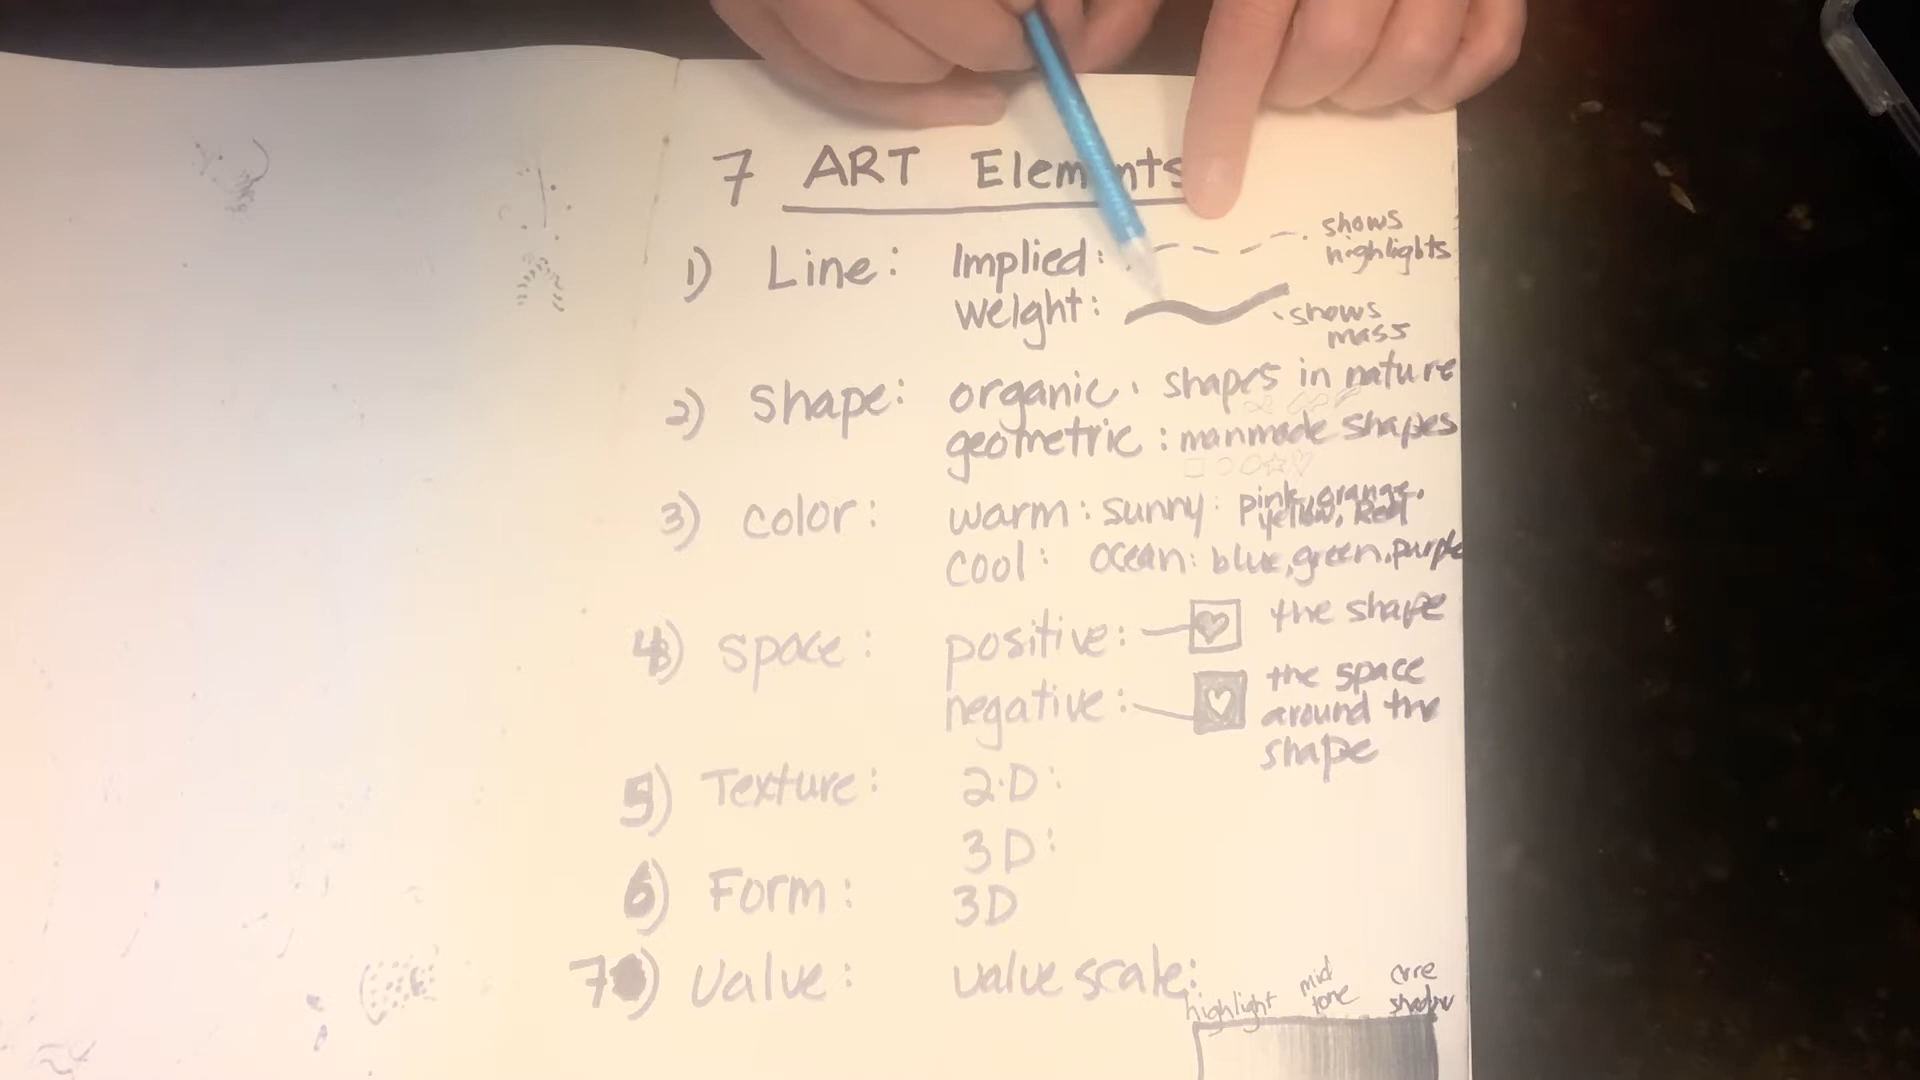 7 ART Elements
1) Line: Implied: shows highlights
weight: shows mass
2) Shape: organic: shapes in nature
geometric: manmade shapes
3) color: warm: sunny: pink, orange, yellow, Red
cool: ocean: blue, green, purple
4) space: positive: the shape
negative: the space around the shape
5) Texture: 2-D:
3D:
6) Form: 3D
7) value: value scale:
highlight mid tone core shadow